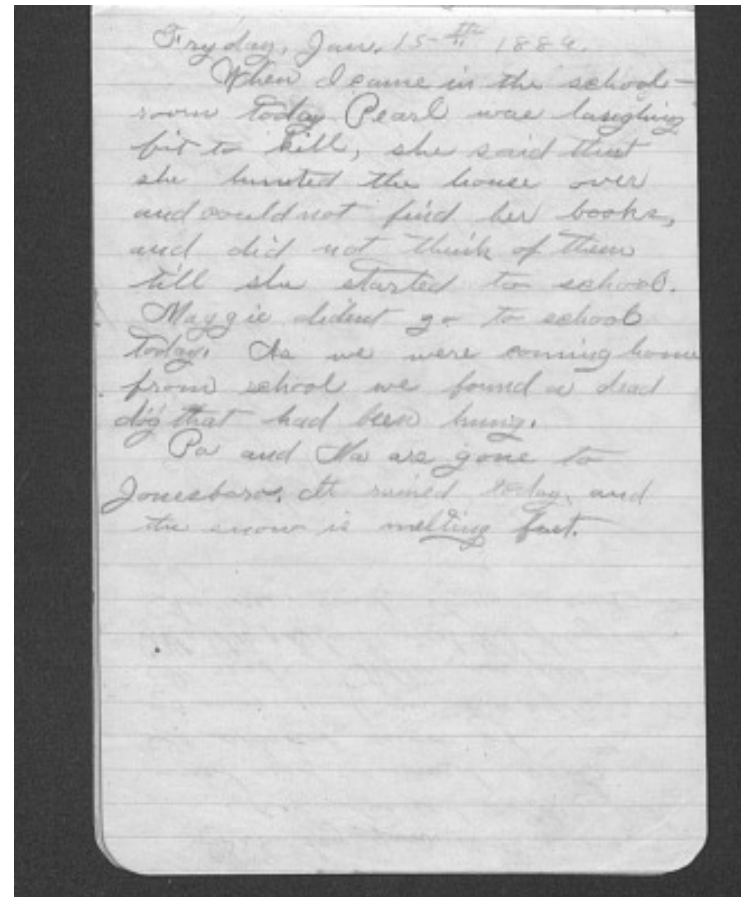 Fryday, Jan. 15th 1886.
When I came in the school-
room today Pearl was laughing
fit to kill, she said that
she hunted the house over
and could not find her books,
and did not think of them
till she started to school.
Maggie dident go to school
today. As we were coming home
from school we found a dead
dog that had been hung.
Pa and Ma are gone to
Jonesboro. It rained today, and
the snow is melting fast.